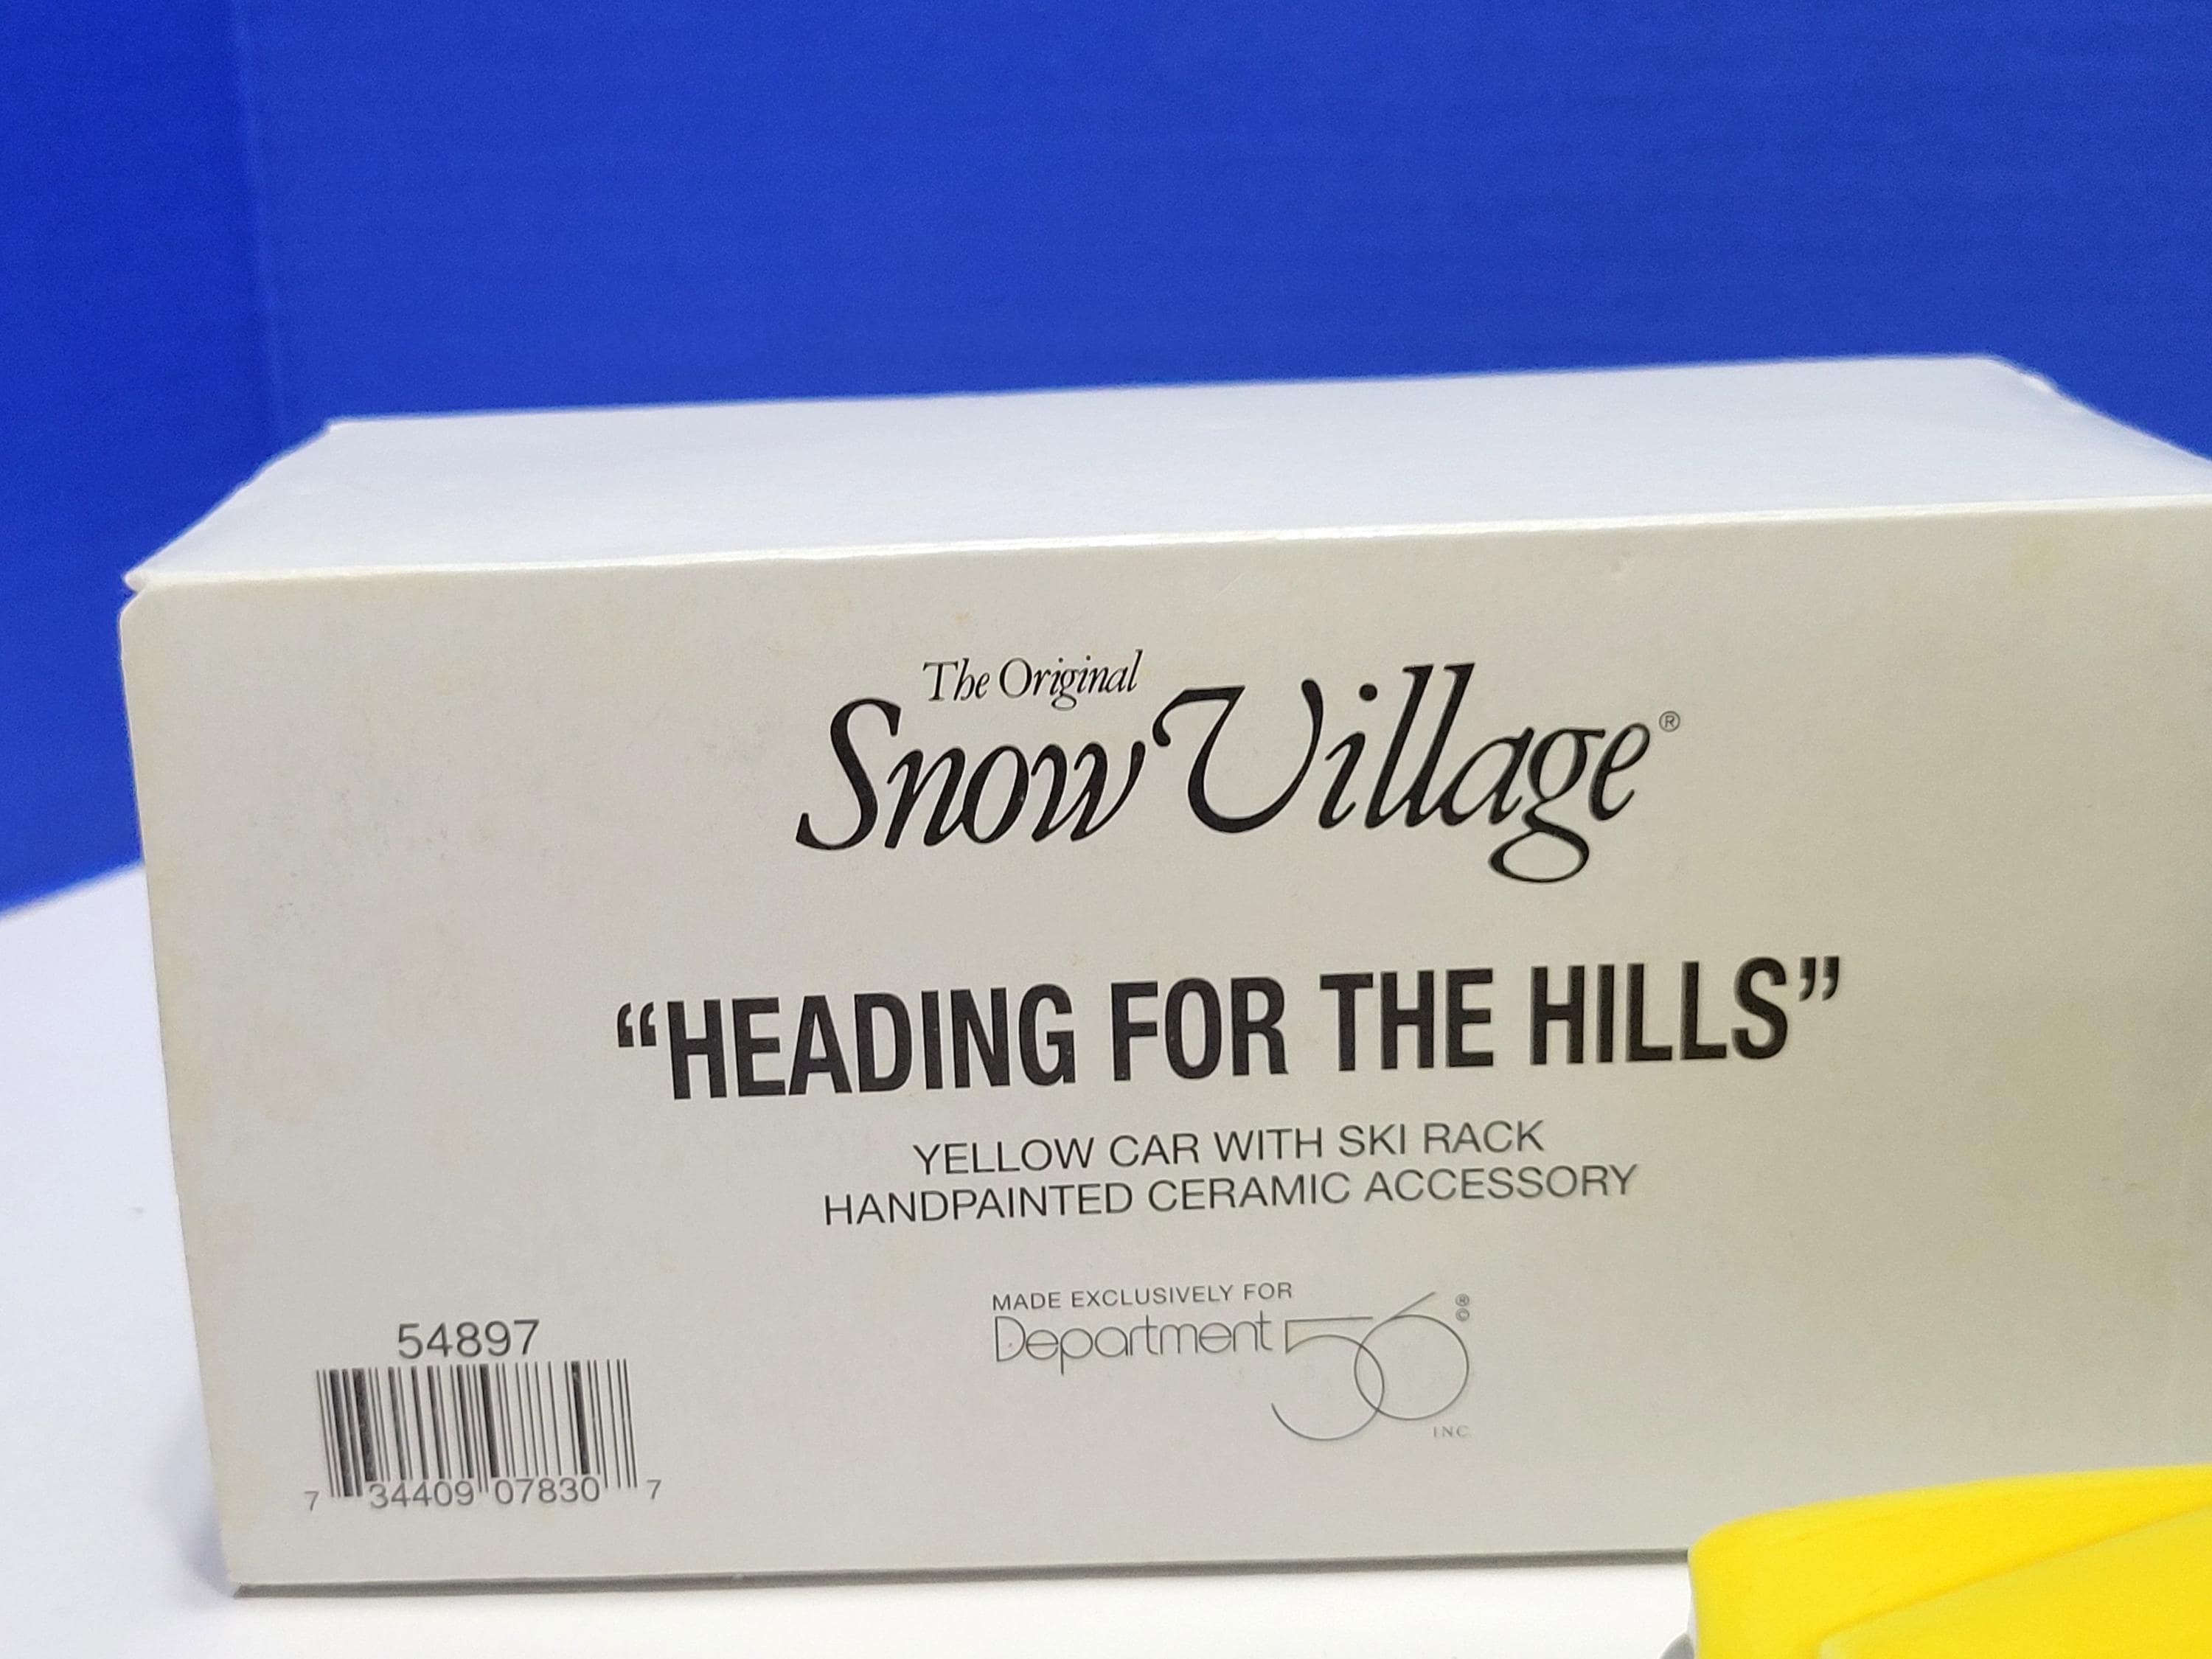 The Original
Snow Village®
“HEADING FOR THE HILLS”
YELLOW CAR WITH SKI RACK
HANDPAINTED CERAMIC ACCESSORY
MADE EXCLUSIVELY FOR
Department 56 ® ©
INC
54897
7 34409 07830 7